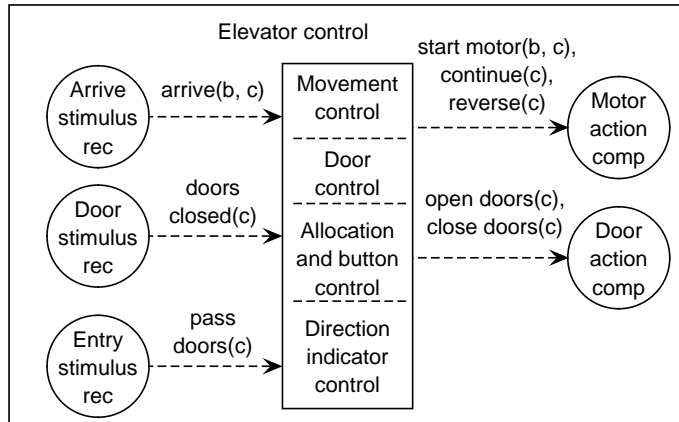 Elevator control
Arrive
stimulus
rec
arrive(b, c)
Door
stimulus
rec
doors
closed(c)
Entry
stimulus
rec
pass
doors(c)
Movement
control
Door
control
Allocation
and button
control
Direction
indicator
control
start motor(b, c),
continue(c),
reverse(c)
Motor
action
comp
open doors(c),
close doors(c)
Door
action
comp